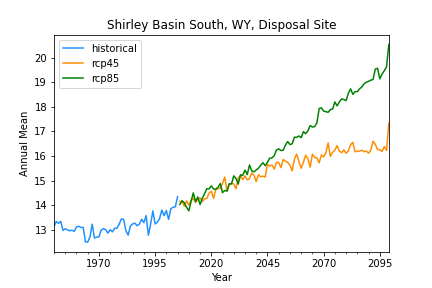 Shirley Basin South, WY, Disposal Site
historical
rcp45
rcp85
Annual Mean
20
19
18
17
16
15
14
13
1970
1995
2020
2045
2070
2095
Year